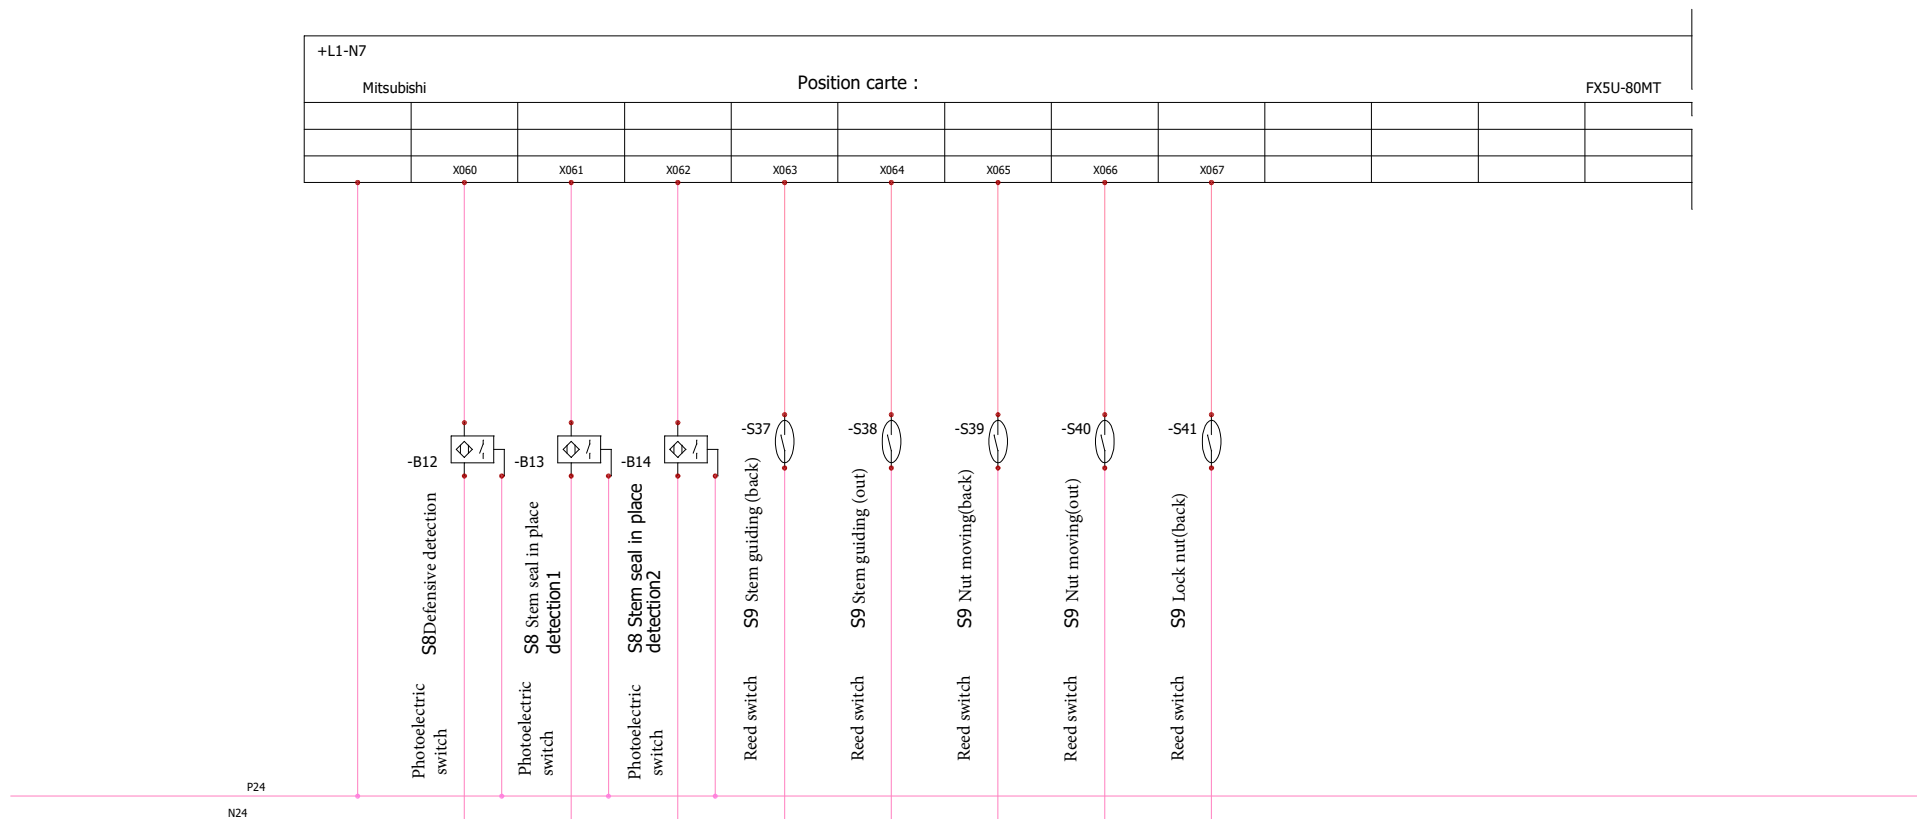 +L1-N7
Mitsubishi
Position carte :
FX5U-80MT
X060
X061
X062
X063
X064
X065
X066
X067
-B12
-B13
-B14
-S37
-S38
-S39
-S40
-S41
S8Defensive detection
S8 Stem seal in place
detection1
S8 Stem seal in place
detection2
S9 Stem guiding (back)
S9 Stem guiding (out)
S9 Nut moving(back)
S9 Nut moving(out)
S9 Lock nut(back)
Photoelectric
switch
Photoelectric
switch
Photoelectric
switch
Reed switch
Reed switch
Reed switch
Reed switch
Reed switch
P24
N24